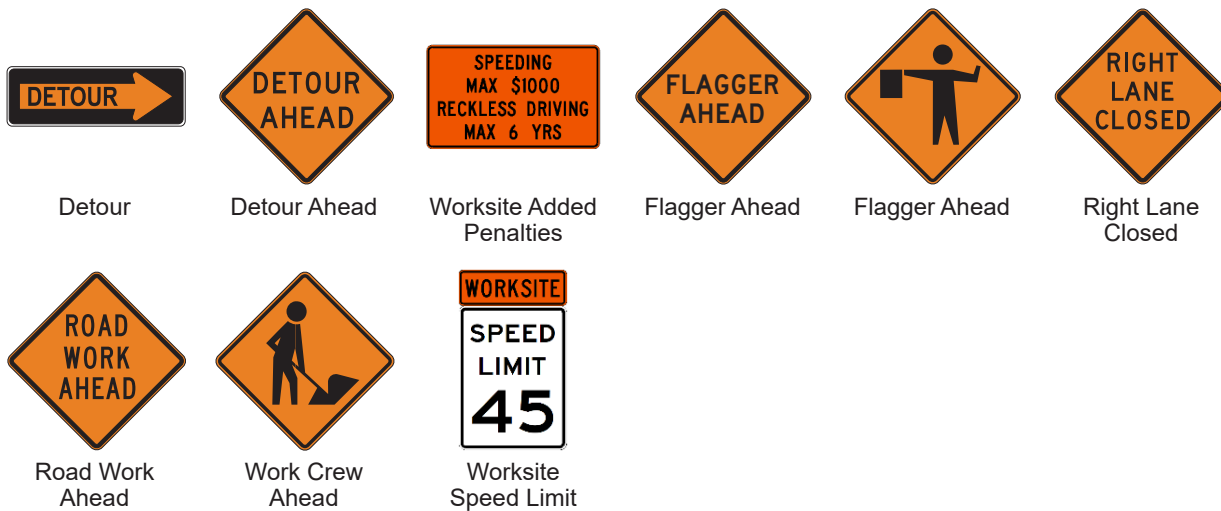 DETOUR
DETOUR
AHEAD
SPEEDING
MAX $1000
RECKLESS DRIVING
MAX 6 YRS
FLAGGER
AHEAD
RIGHT
LANE
CLOSED
Detour
Detour Ahead
Worksite Added
Penalties
Flagger Ahead
Flagger Ahead
Right Lane
Closed
ROAD
WORK
AHEAD
WORKSITE
SPEED
LIMIT
45
Road Work
Ahead
Work Crew
Ahead
Worksite
Speed Limit